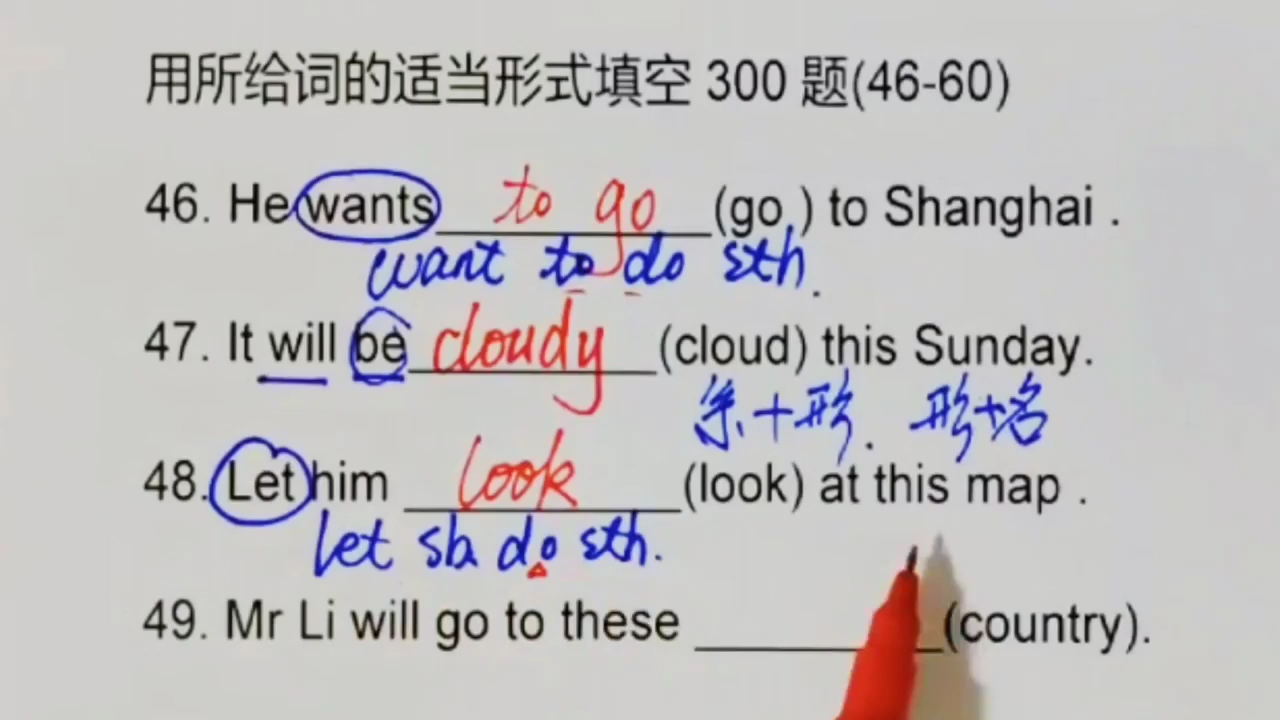 用所给词的适当形式填空 300 题(46-60)
46. He wants to go (go ) to Shanghai .
want to do sth.
47. It will be cloudy (cloud) this Sunday.
系+形. 形+名
48. Let him look (look) at this map .
let sb do sth.
49. Mr Li will go to these ________ (country).